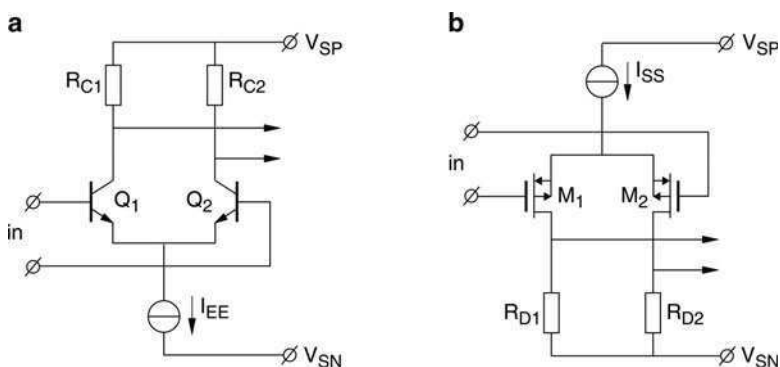 a
V_SP
R_C1
R_C2
Q_1
Q_2
in
I_EE
V_SN
b
V_SP
I_SS
in
M_1
M_2
R_D1
R_D2
V_SN